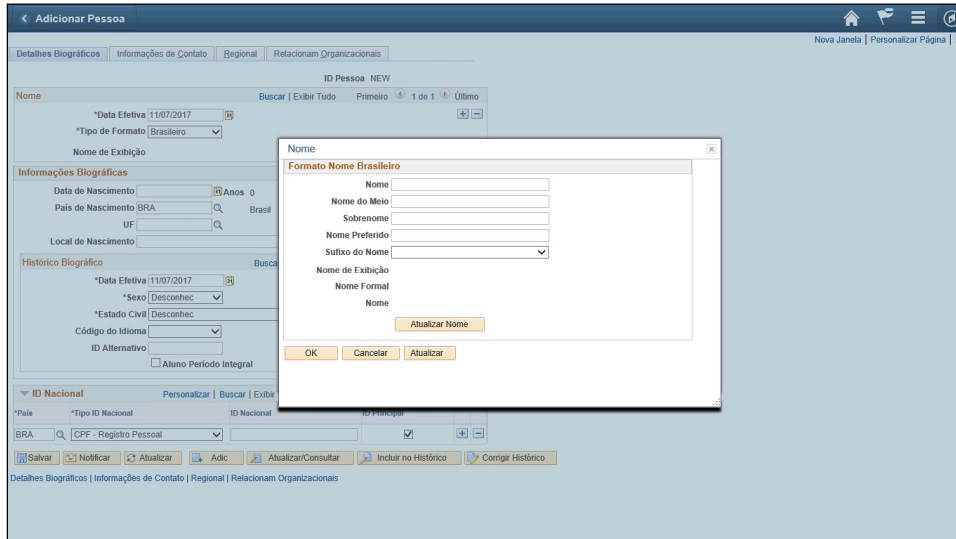 Adicionar Pessoa
Nova Janela | Personalizar Página |
Detalhes Biográficos | Informações de Contato | Regional | Relacionam Organizacionais
ID Pessoa NEW
Nome Buscar | Exibir Tudo Primeiro 1 de 1 Último
*Data Efetiva 11/07/2017
*Tipo de Formato Brasileiro
Nome de Exibição
Informações Biográficas
Data de Nascimento Anos 0
País de Nascimento BRA Brasil
UF
Local de Nascimento
Histórico Biográfico Busca
*Data Efetiva 11/07/2017
*Sexo Desconhec
*Estado Civil Desconhec
Código do Idioma
ID Alternativo
Aluno Período Integral
ID Nacional Personalizar | Buscar | Exibir
*País *Tipo ID Nacional ID Nacional ID Principal
BRA CPF - Registro Pessoal
Salvar Notificar Atualizar Adic Atualizar/Consultar Incluir no Histórico Corrigir Histórico
Detalhes Biográficos | Informações de Contato | Regional | Relacionam Organizacionais
Nome
Formato Nome Brasileiro
Nome
Nome do Meio
Sobrenome
Nome Preferido
Sufixo do Nome
Nome de Exibição
Nome Formal
Nome
Atualizar Nome
OK Cancelar Atualizar